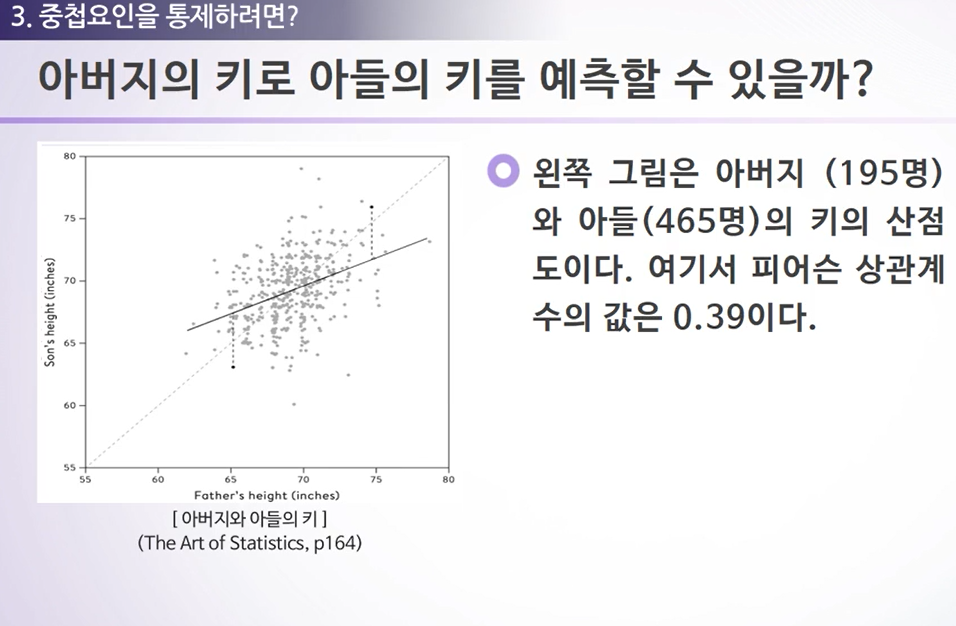 3. 중첩요인을 통제하려면?
아버지의 키로 아들의 키를 예측할 수 있을까?
80
75
70
65
60
55
Son's height (inches)
55 60 65 70 75 80
Father's height (inches)
[ 아버지와 아들의 키 ]
(The Art of Statistics, p164)
왼쪽 그림은 아버지 (195명)
와 아들(465명)의 키의 산점
도이다. 여기서 피어슨 상관계
수의 값은 0.39이다.